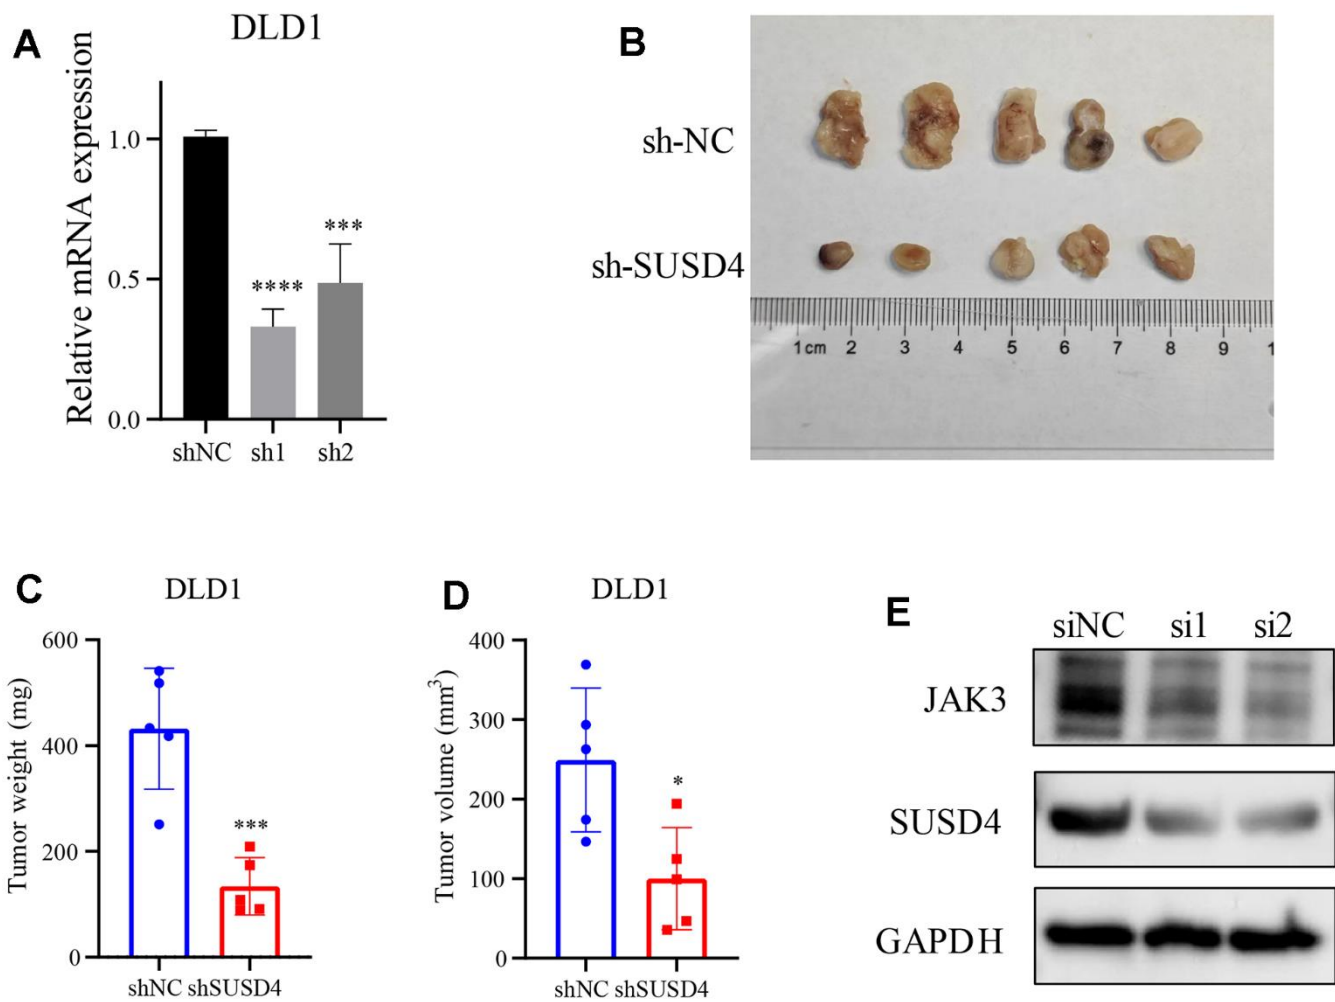 A
DLD1
Relative mRNA expression
1.0
0.5
0.0
****
***
shNC sh1 sh2
B
sh-NC
sh-SUSD4
1cm 2 3 4 5 6 7 8 9 1
C
DLD1
Tumor weight (mg)
600
400
200
0
***
shNC shSUSD4
D
DLD1
Tumor volume (mm³)
400
300
200
100
0
*
shNC shSUSD4
E
siNC si1 si2
JAK3
SUSD4
GAPDH